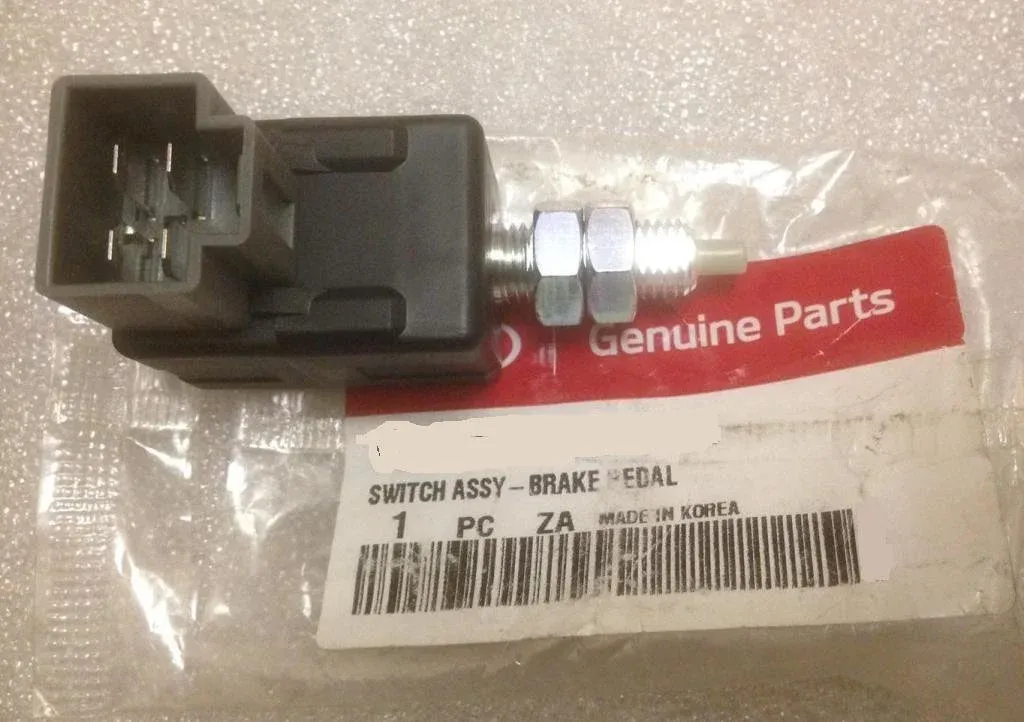 Genuine Parts
SWITCH ASSY - BRAKE PEDAL
1 PC ZA MADE IN KOREA